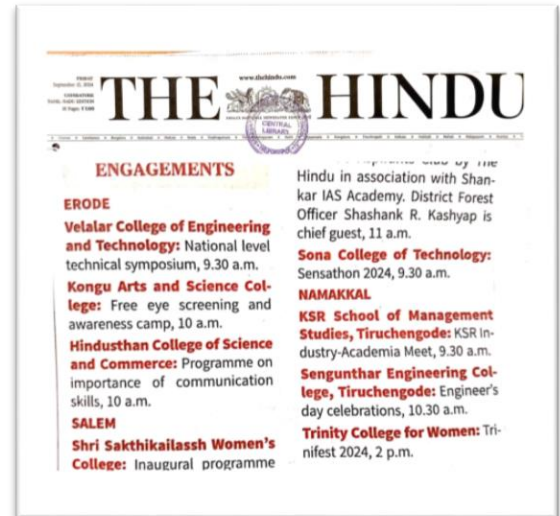 FRIDAY
www.thehindu.com
THE HINDU
CENTRAL
LIBRARY
ENGAGEMENTS
ERODE
Velalar College of Engineering
and Technology: National level
technical symposium, 9.30 a.m.
Kongu Arts and Science Col-
lege: Free eye screening and
awareness camp, 10 a.m.
Hindusthan College of Science
and Commerce: Programme on
importance of communication
skills, 10 a.m.
SALEM
Shri Sakthikailassh Women's
College: Inaugural programme
by The
Hindu in association with Shan-
kar IAS Academy. District Forest
Officer Shashank R. Kashyap is
chief guest, 11 a.m.
Sona College of Technology:
Sensathon 2024, 9.30 a.m.
NAMAKKAL
KSR School of Management
Studies, Tiruchengode: KSR In-
dustry-Academia Meet, 9.30 a.m.
Sengunthar Engineering Col-
lege, Tiruchengode: Engineer's
day celebrations, 10.30 a.m.
Trinity College for Women: Tri-
nifest 2024, 2 p.m.